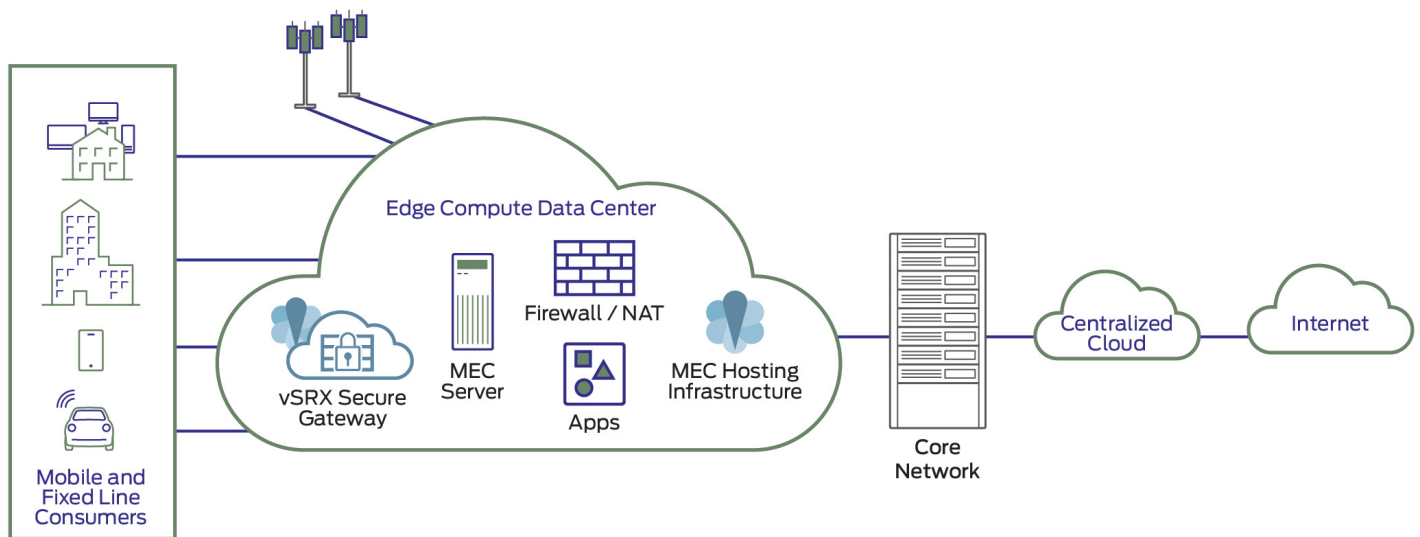 Edge Compute Data Center
Firewall / NAT
vSRX Secure
Gateway
MEC
Server
Apps
MEC Hosting
Infrastructure
Mobile and
Fixed Line
Consumers
Core
Network
Centralized
Cloud
Internet